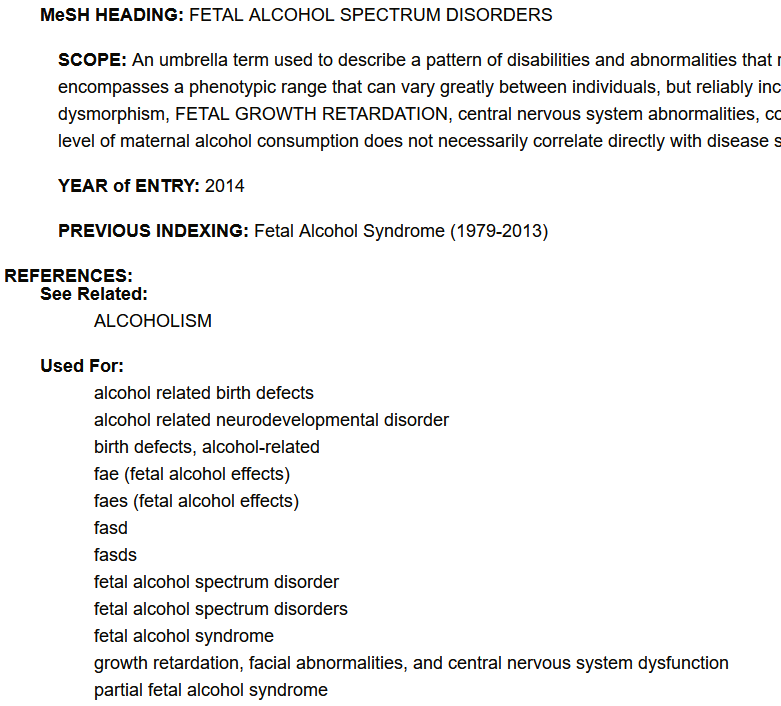 MeSH HEADING: FETAL ALCOHOL SPECTRUM DISORDERS
SCOPE: An umbrella term used to describe a pattern of disabilities and abnormalities that
encompasses a phenotypic range that can vary greatly between individuals, but reliably inc
dysmorphism, FETAL GROWTH RETARDATION, central nervous system abnormalities, co
level of maternal alcohol consumption does not necessarily correlate directly with disease s
YEAR of ENTRY: 2014
PREVIOUS INDEXING: Fetal Alcohol Syndrome (1979-2013)
REFERENCES:
See Related:
ALCOHOLISM
Used For:
alcohol related birth defects
alcohol related neurodevelopmental disorder
birth defects, alcohol-related
fae (fetal alcohol effects)
faes (fetal alcohol effects)
fasd
fasds
fetal alcohol spectrum disorder
fetal alcohol spectrum disorders
fetal alcohol syndrome
growth retardation, facial abnormalities, and central nervous system dysfunction
partial fetal alcohol syndrome